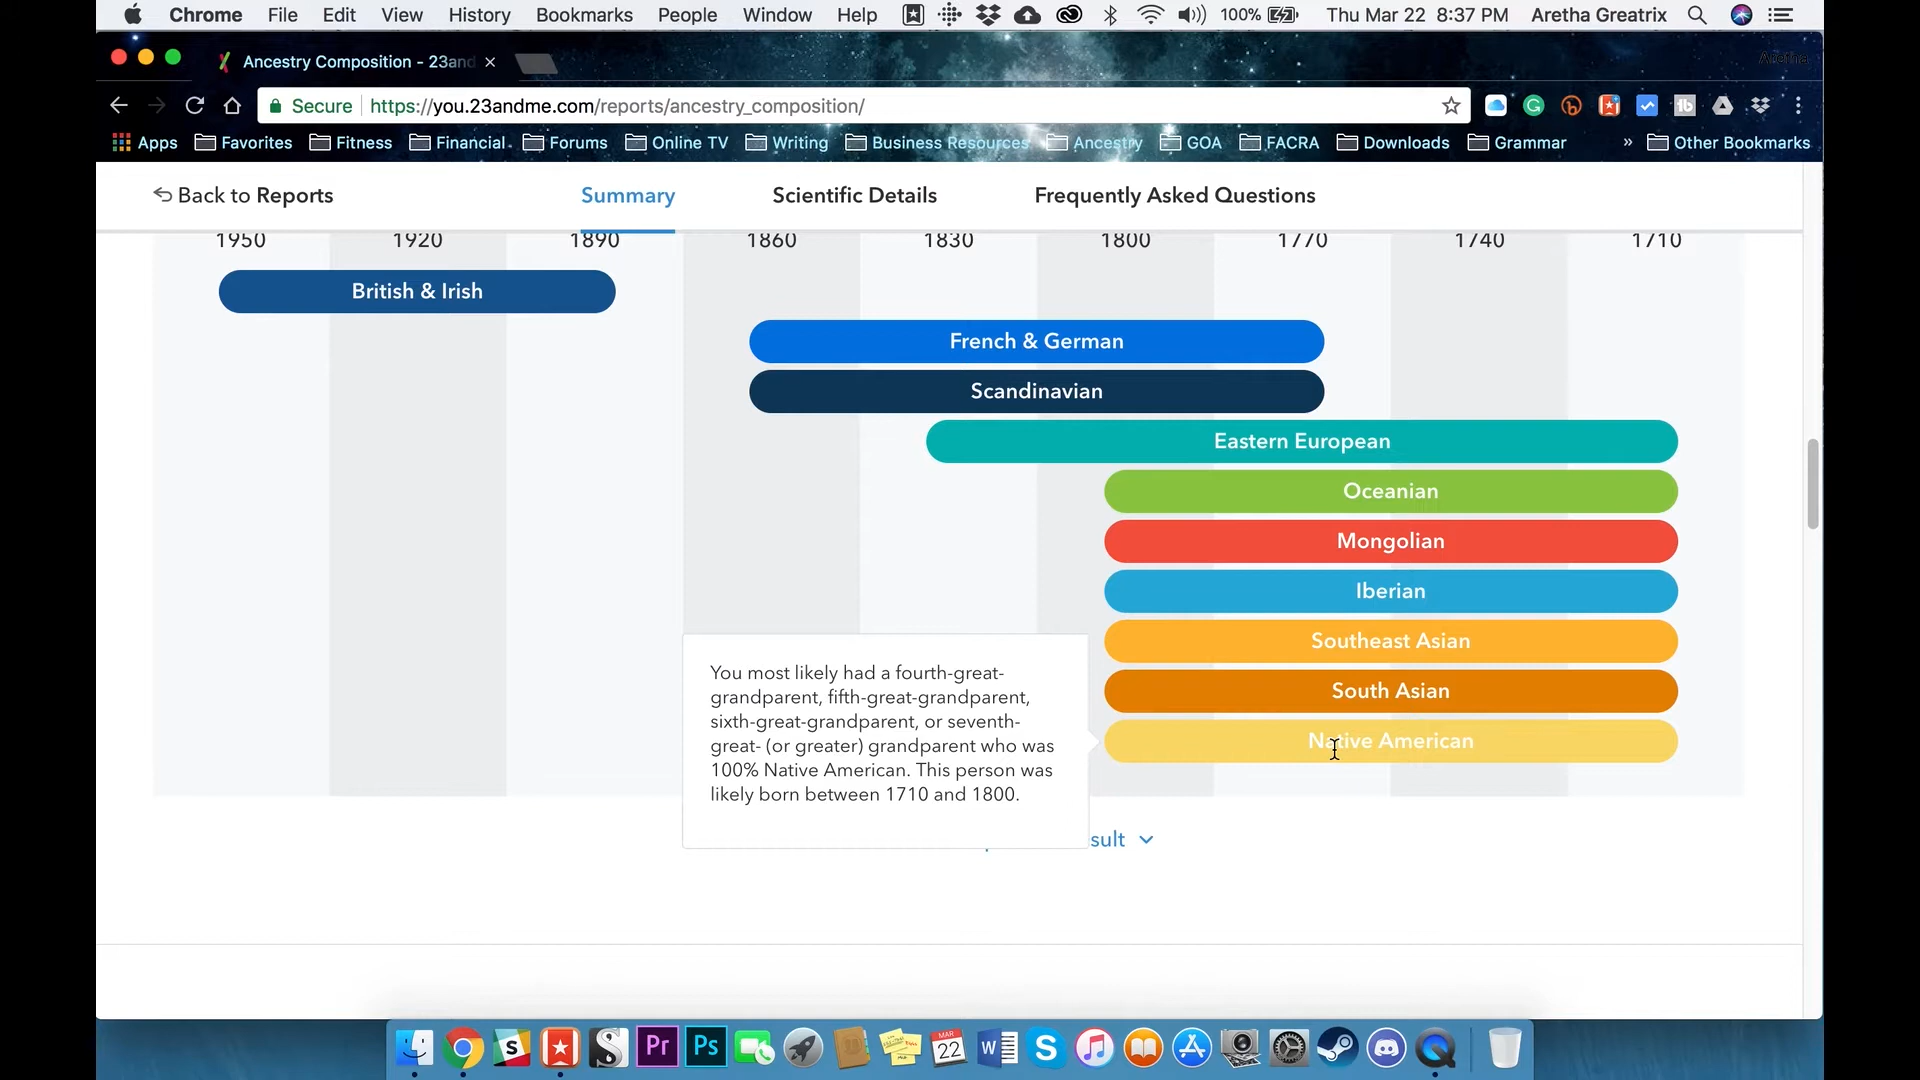 Chrome File Edit View History Bookmarks People Window Help 100% Thu Mar 22 8:37 PM Aretha Greatrix
Ancestry Composition - 23and
Aretha
Secure https://you.23andme.com/reports/ancestry_composition/
Apps Favorites Fitness Financial Forums Online TV Writing Business Resources Ancestry GOA FACRA Downloads Grammar » Other Bookmarks
Back to Reports Summary Scientific Details Frequently Asked Questions
1950 1920 1890 1860 1830 1800 1770 1740 1710
British & Irish
French & German
Scandinavian
Eastern European
Oceanian
Mongolian
Iberian
Southeast Asian
South Asian
Native American
You most likely had a fourth-great-
grandparent, fifth-great-grandparent,
sixth-great-grandparent, or seventh-
great- (or greater) grandparent who was
100% Native American. This person was
likely born between 1710 and 1800.
sult
S Pr Ps MAR 22 W S